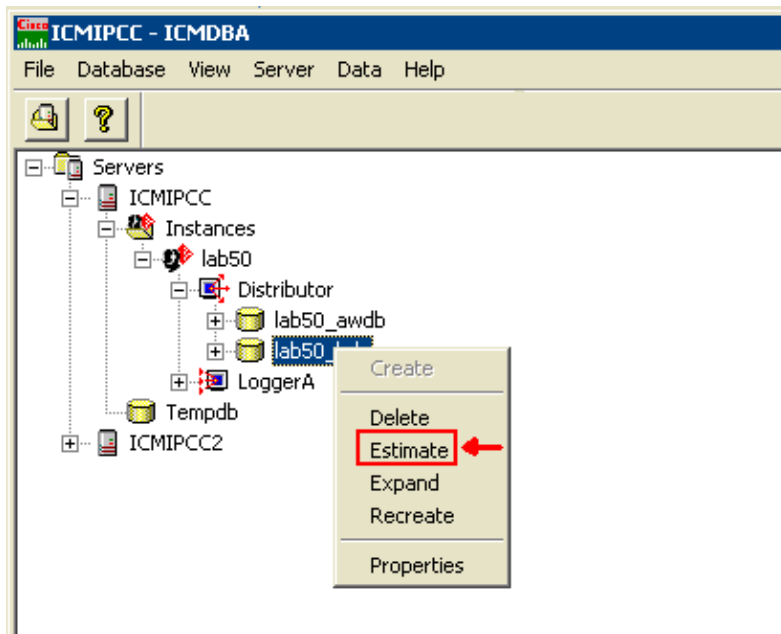 Cisco
ICMIPCC - ICMDBA
File Database View Server Data Help
Servers
ICMIPCC
Instances
lab50
Distributor
lab50_awdb
lab50
LoggerA
Tempdb
ICMIPCC2
Create
Delete
Estimate
Expand
Recreate
Properties